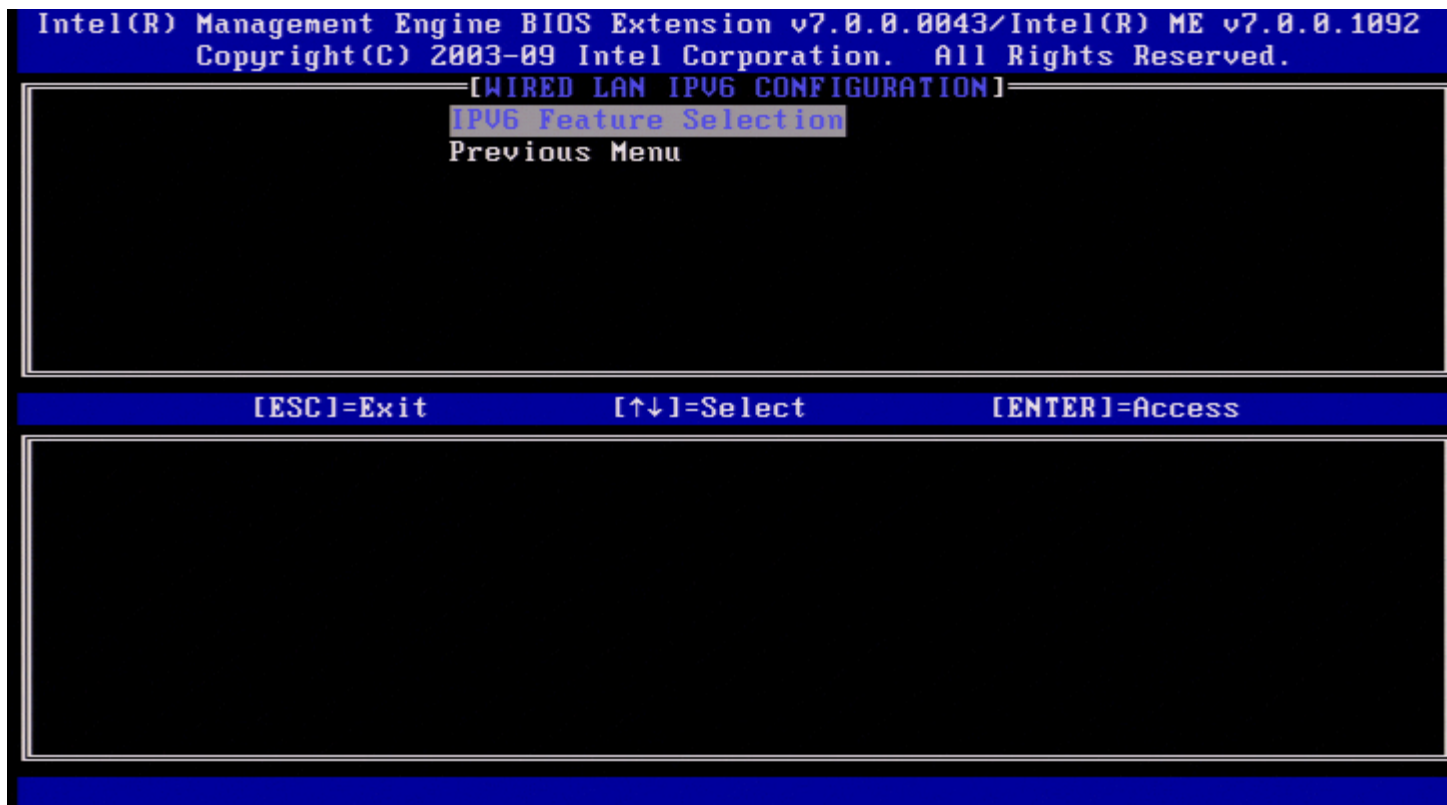 Intel(R) Management Engine BIOS Extension v7.0.0.0043/Intel(R) ME v7.0.0.1092
Copyright(C) 2003-09 Intel Corporation. All Rights Reserved.
[WIRED LAN IPV6 CONFIGURATION]
IPV6 Feature Selection
Previous Menu
[ESC]=Exit [↑↓]=Select [ENTER]=Access